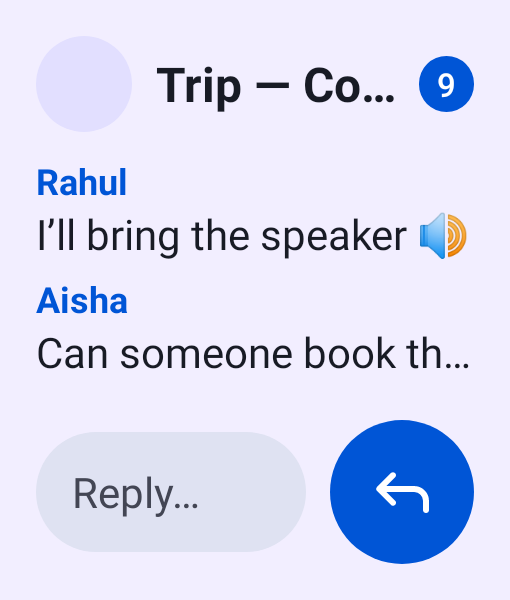 Trip — Co… 9
Rahul
I’ll bring the speaker 🔊
Aisha
Can someone book th…
Reply…